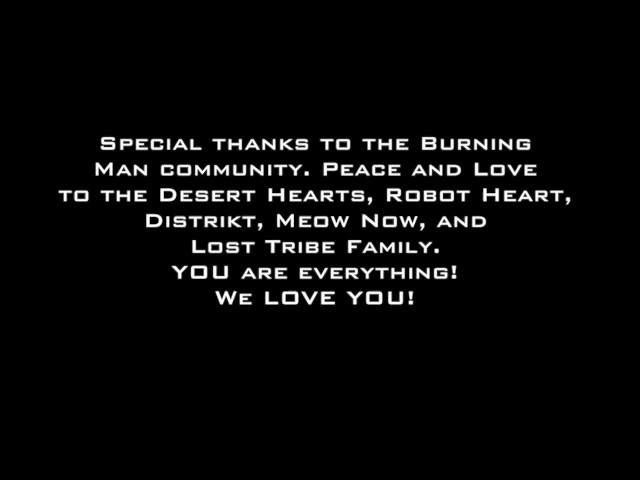 Special thanks to the Burning
Man community. Peace and Love
to the Desert Hearts, Robot Heart,
Distrikt, Meow Now, and
Lost Tribe Family.
YOU are everything!
We LOVE YOU!